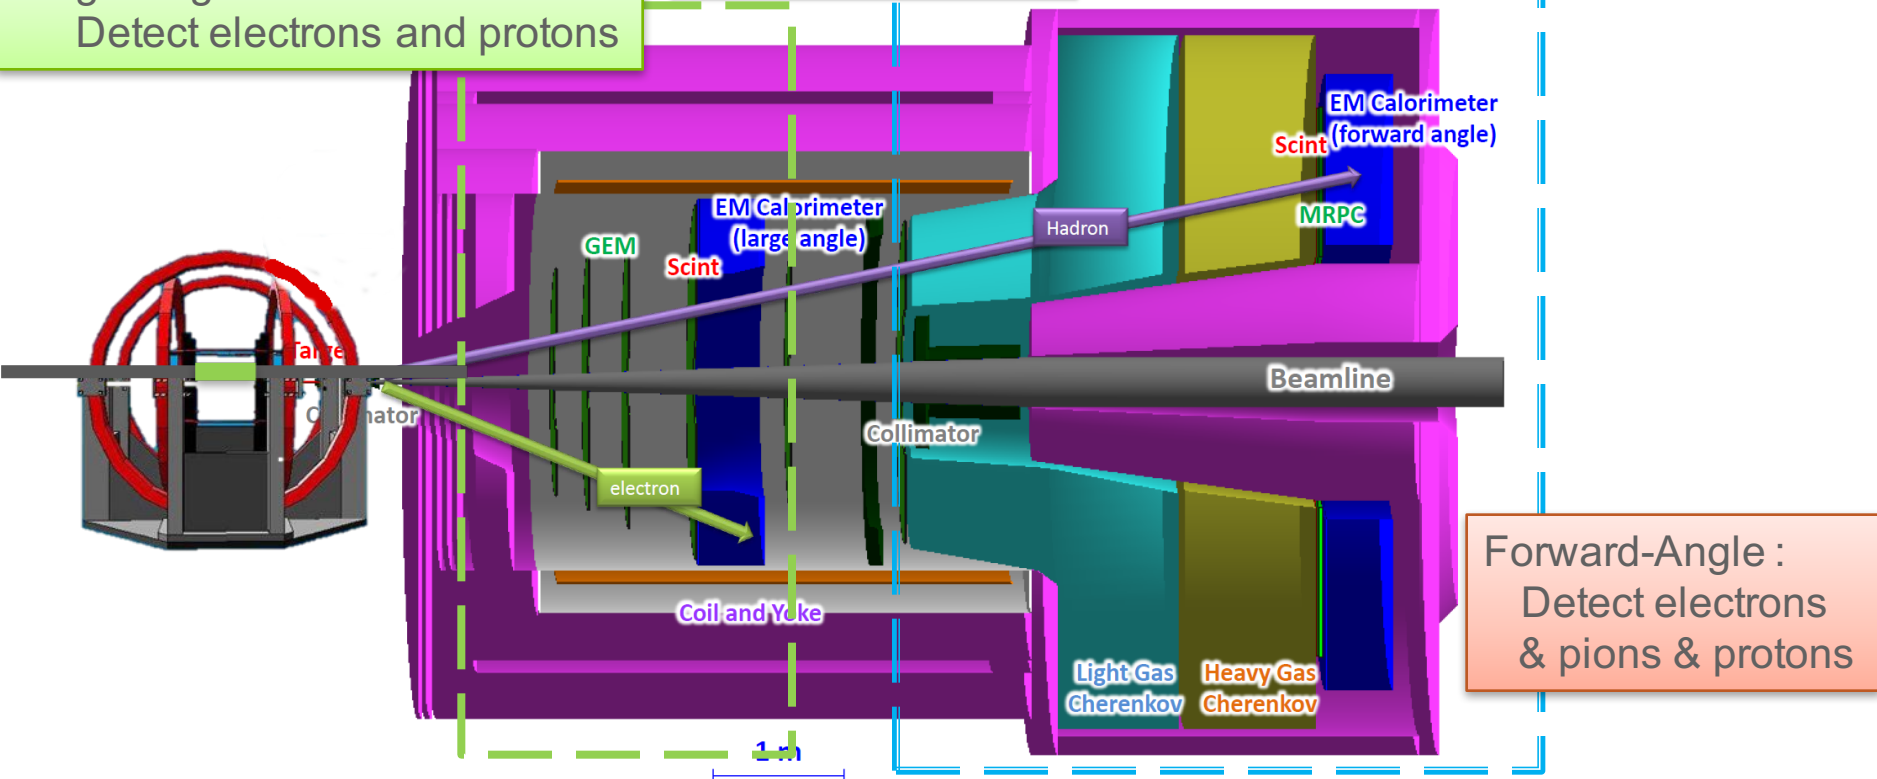 Detect electrons and protons
EM Calorimeter
(forward angle)
Scint
MRPC
EM Calorimeter
(large angle)
Hadron
GEM
Scint
Beamline
Collimator
electron
Coil and Yoke
Forward-Angle :
Detect electrons
& pions & protons
Light Gas
Cherenkov
Heavy Gas
Cherenkov
1 m